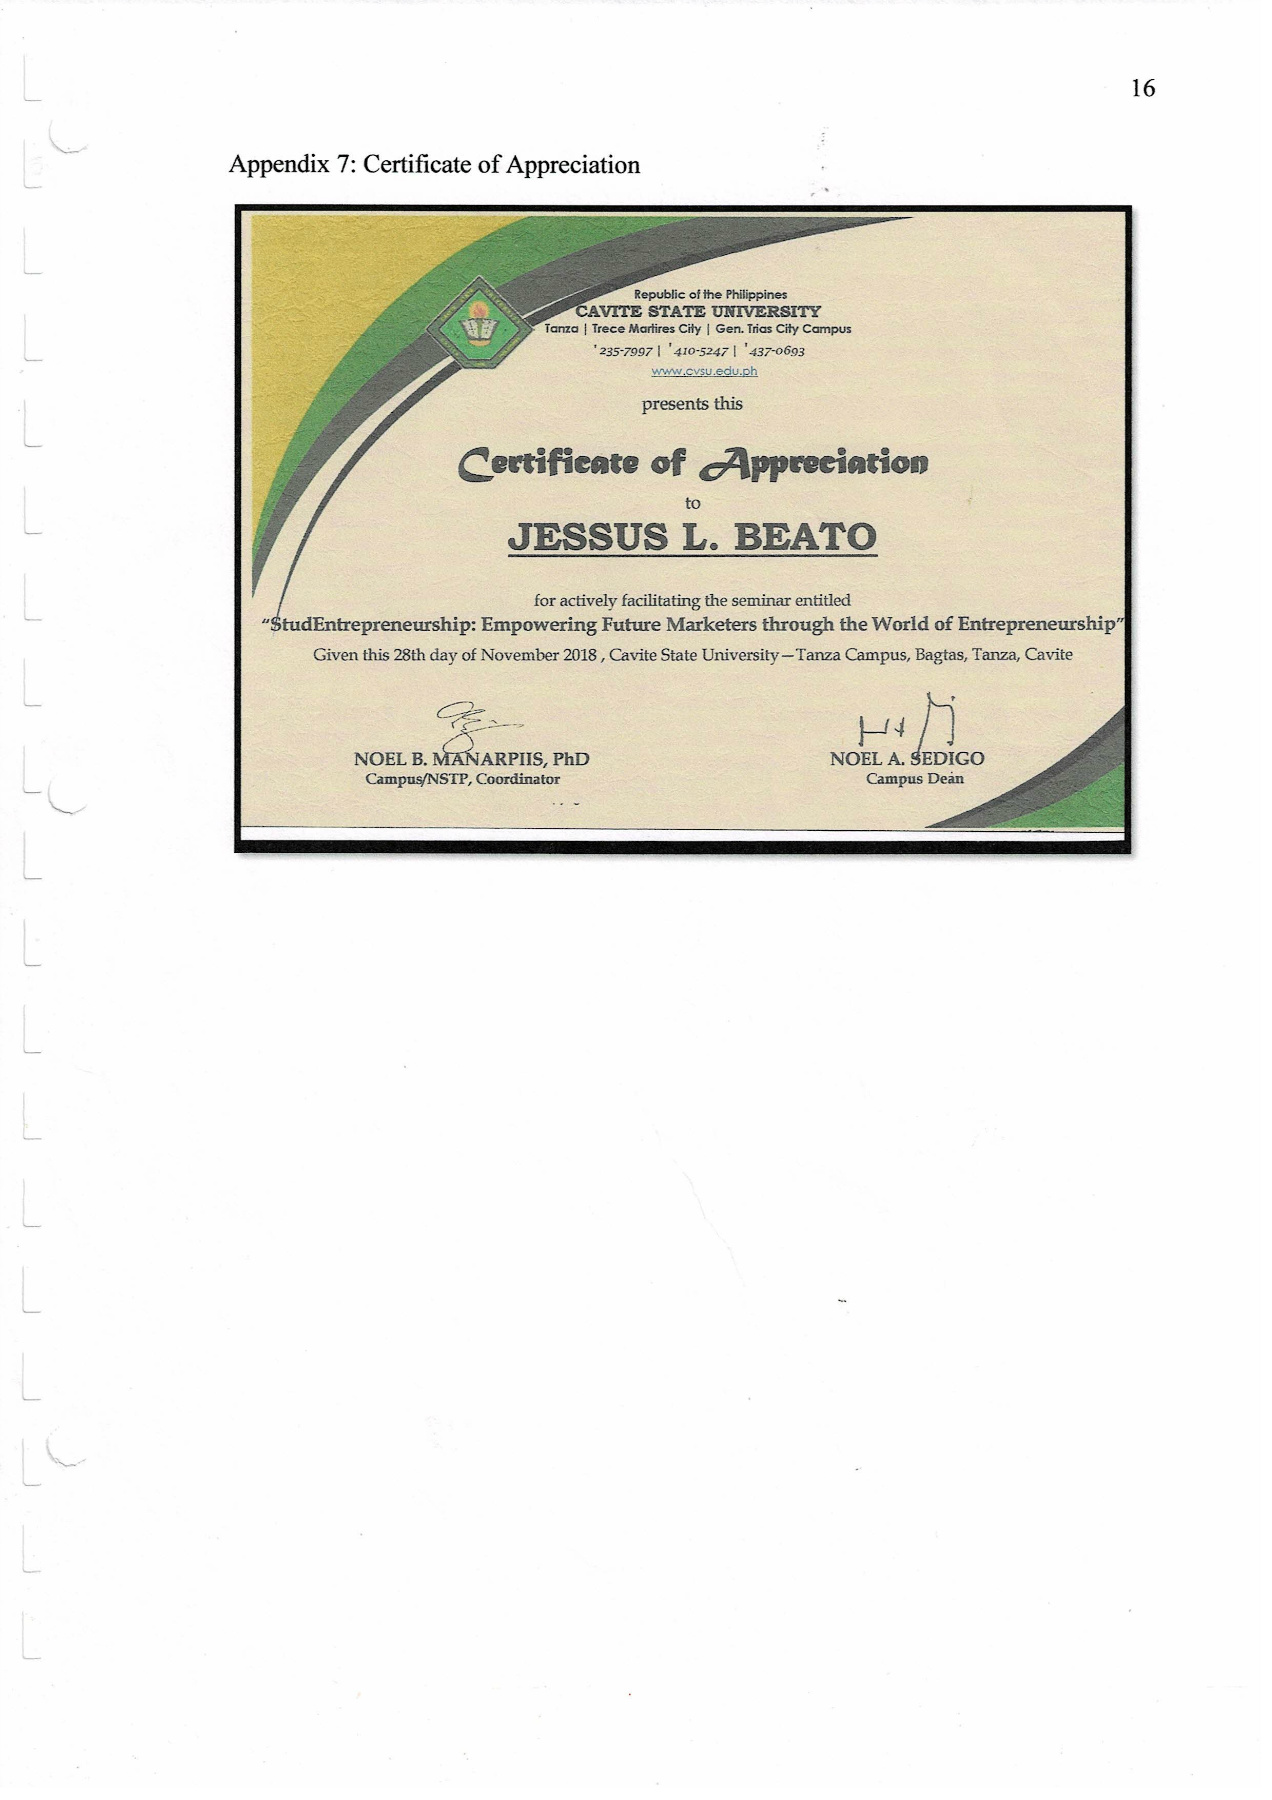 16
Appendix 7: Certificate of Appreciation
Republic of the Philippines
CAVITE STATE UNIVERSITY
Tanza | Trece Martires City | Gen. Trias City Campus
'235-7997 | '410-5247 | '437-0693
www.cvsu.edu.ph
presents this
Certificate of Appreciation
to
JESSUS L. BEATO
for actively facilitating the seminar entitled
“StudEntrepreneurship: Empowering Future Marketers through the World of Entrepreneurship”
Given this 28th day of November 2018 , Cavite State University—Tanza Campus, Bagtas, Tanza, Cavite
NOEL B. MANARPIIS, PhD
Campus/NSTP, Coordinator
NOEL A. SEDIGO
Campus Dean